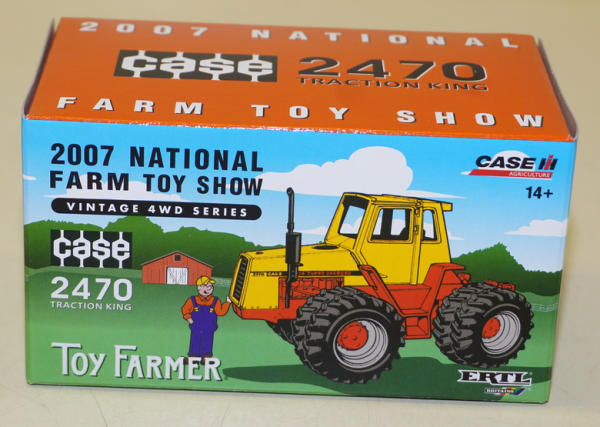 2007 NATIONAL
case 2470
TRACTION KING
FARM TOY SHOW
2007 NATIONAL
FARM TOY SHOW
VINTAGE 4WD SERIES
CASE IH
AGRICULTURE
14+
case
2470
TRACTION KING
TOY FARMER
ERTL
BRITAINS